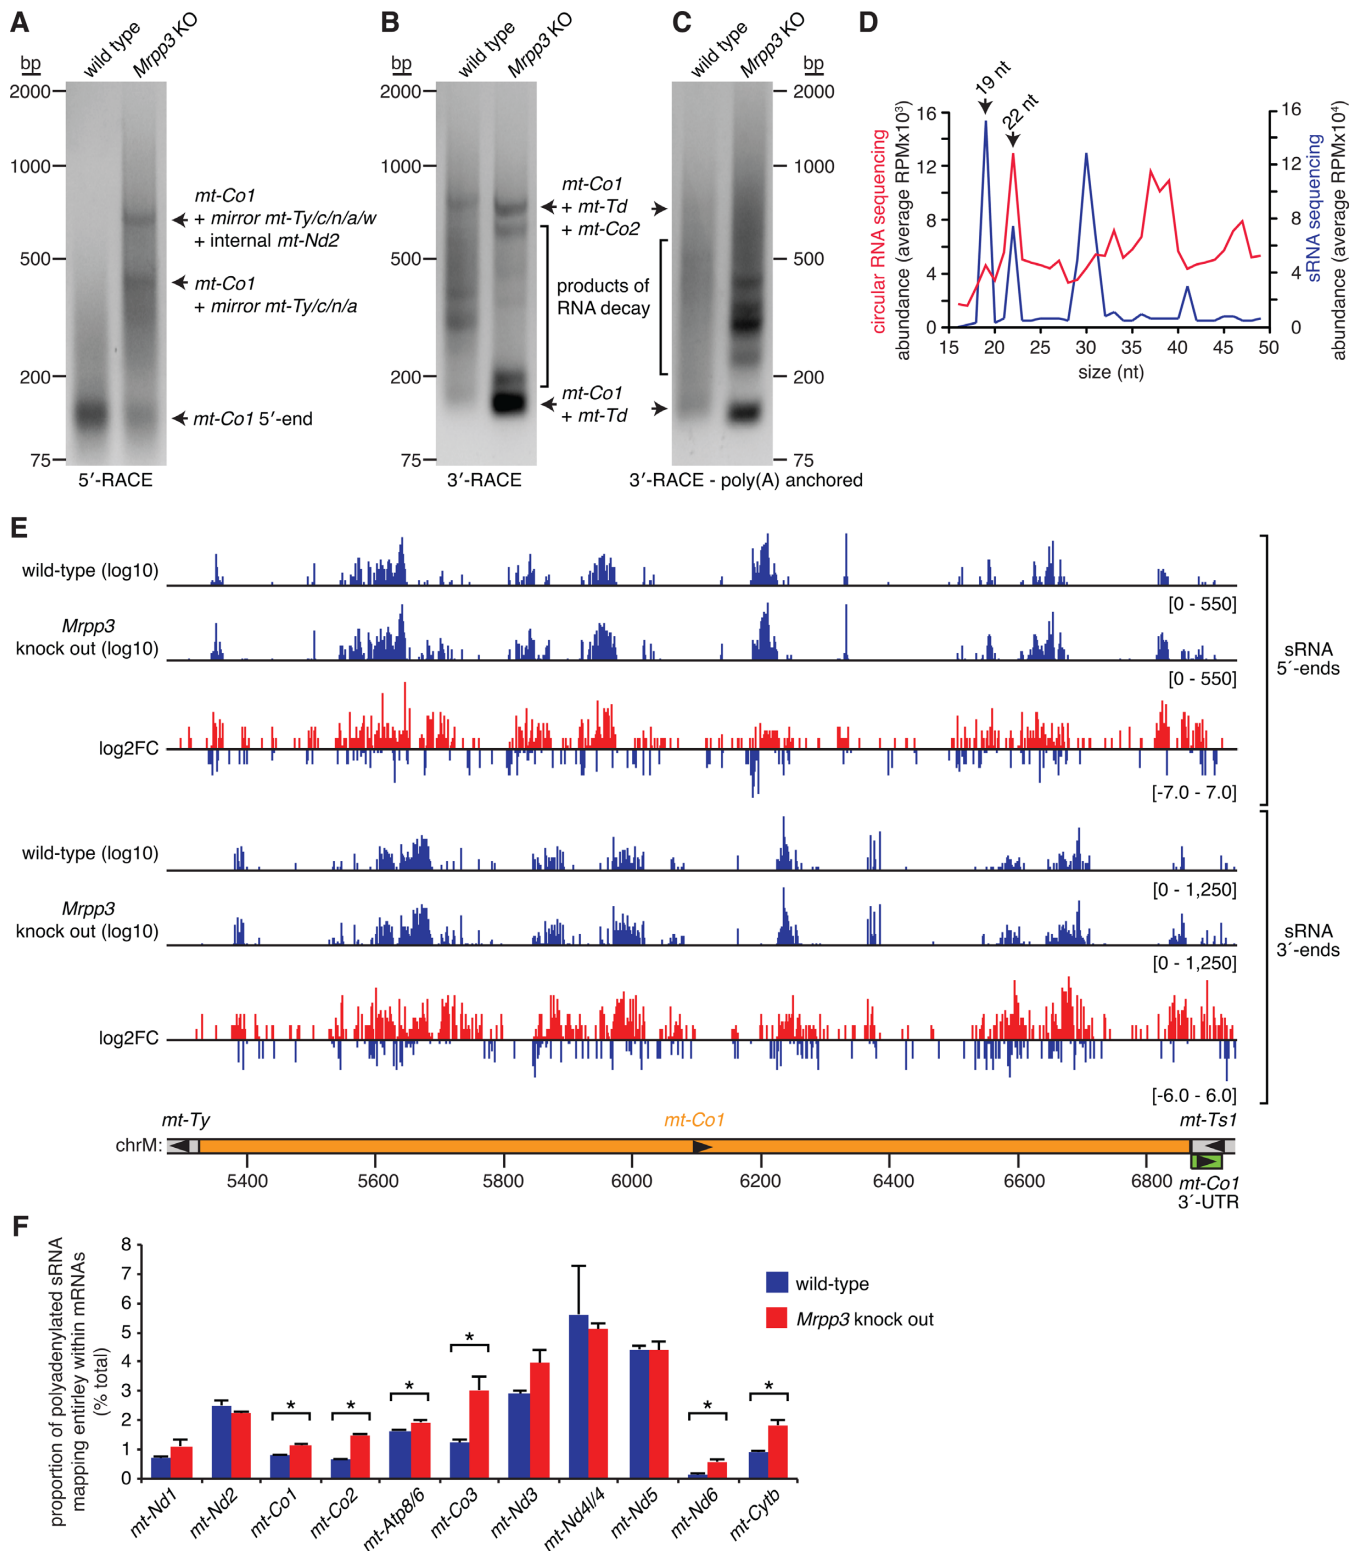 A
bp
wild type
Mrpp3 KO
2000
1000
500
200
75
mt-Co1
+ mirror mt-Ty/c/n/a/w
+ internal mt-Nd2
mt-Co1
+ mirror mt-Ty/c/n/a
mt-Co1 5′-end
5′-RACE
B
bp
wild type
Mrpp3 KO
2000
1000
500
200
75
3′-RACE
mt-Co1
+ mt-Td
+ mt-Co2
products of
RNA decay
mt-Co1
+ mt-Td
C
wild type
Mrpp3 KO
bp
2000
1000
500
200
75
3′-RACE - poly(A) anchored
D
19 nt
22 nt
circular RNA sequencing
abundance (average RPMx10³)
16
12
8
4
0
16
12
8
4
0
sRNA sequencing
abundance (average RPMx10⁴)
15 20 25 30 35 40 45 50
size (nt)
E
wild-type (log10)
[0 - 550]
Mrpp3
knock out (log10)
[0 - 550]
log2FC
[-7.0 - 7.0]
sRNA
5′-ends
wild-type (log10)
[0 - 1,250]
Mrpp3
knock out (log10)
[0 - 1,250]
log2FC
[-6.0 - 6.0]
sRNA
3′-ends
mt-Ty
mt-Co1
mt-Ts1
chrM:
5400 5600 5800 6000 6200 6400 6600 6800
mt-Co1
3′-UTR
F
proportion of polyadenylated sRNA
mapping entirley within mRNAs
(% total)
8
7
6
5
4
3
2
1
0
* * * * * *
wild-type
Mrpp3 knock out
mt-Nd1
mt-Nd2
mt-Co1
mt-Co2
mt-Atp8/6
mt-Co3
mt-Nd3
mt-Nd4l/4
mt-Nd5
mt-Nd6
mt-Cytb